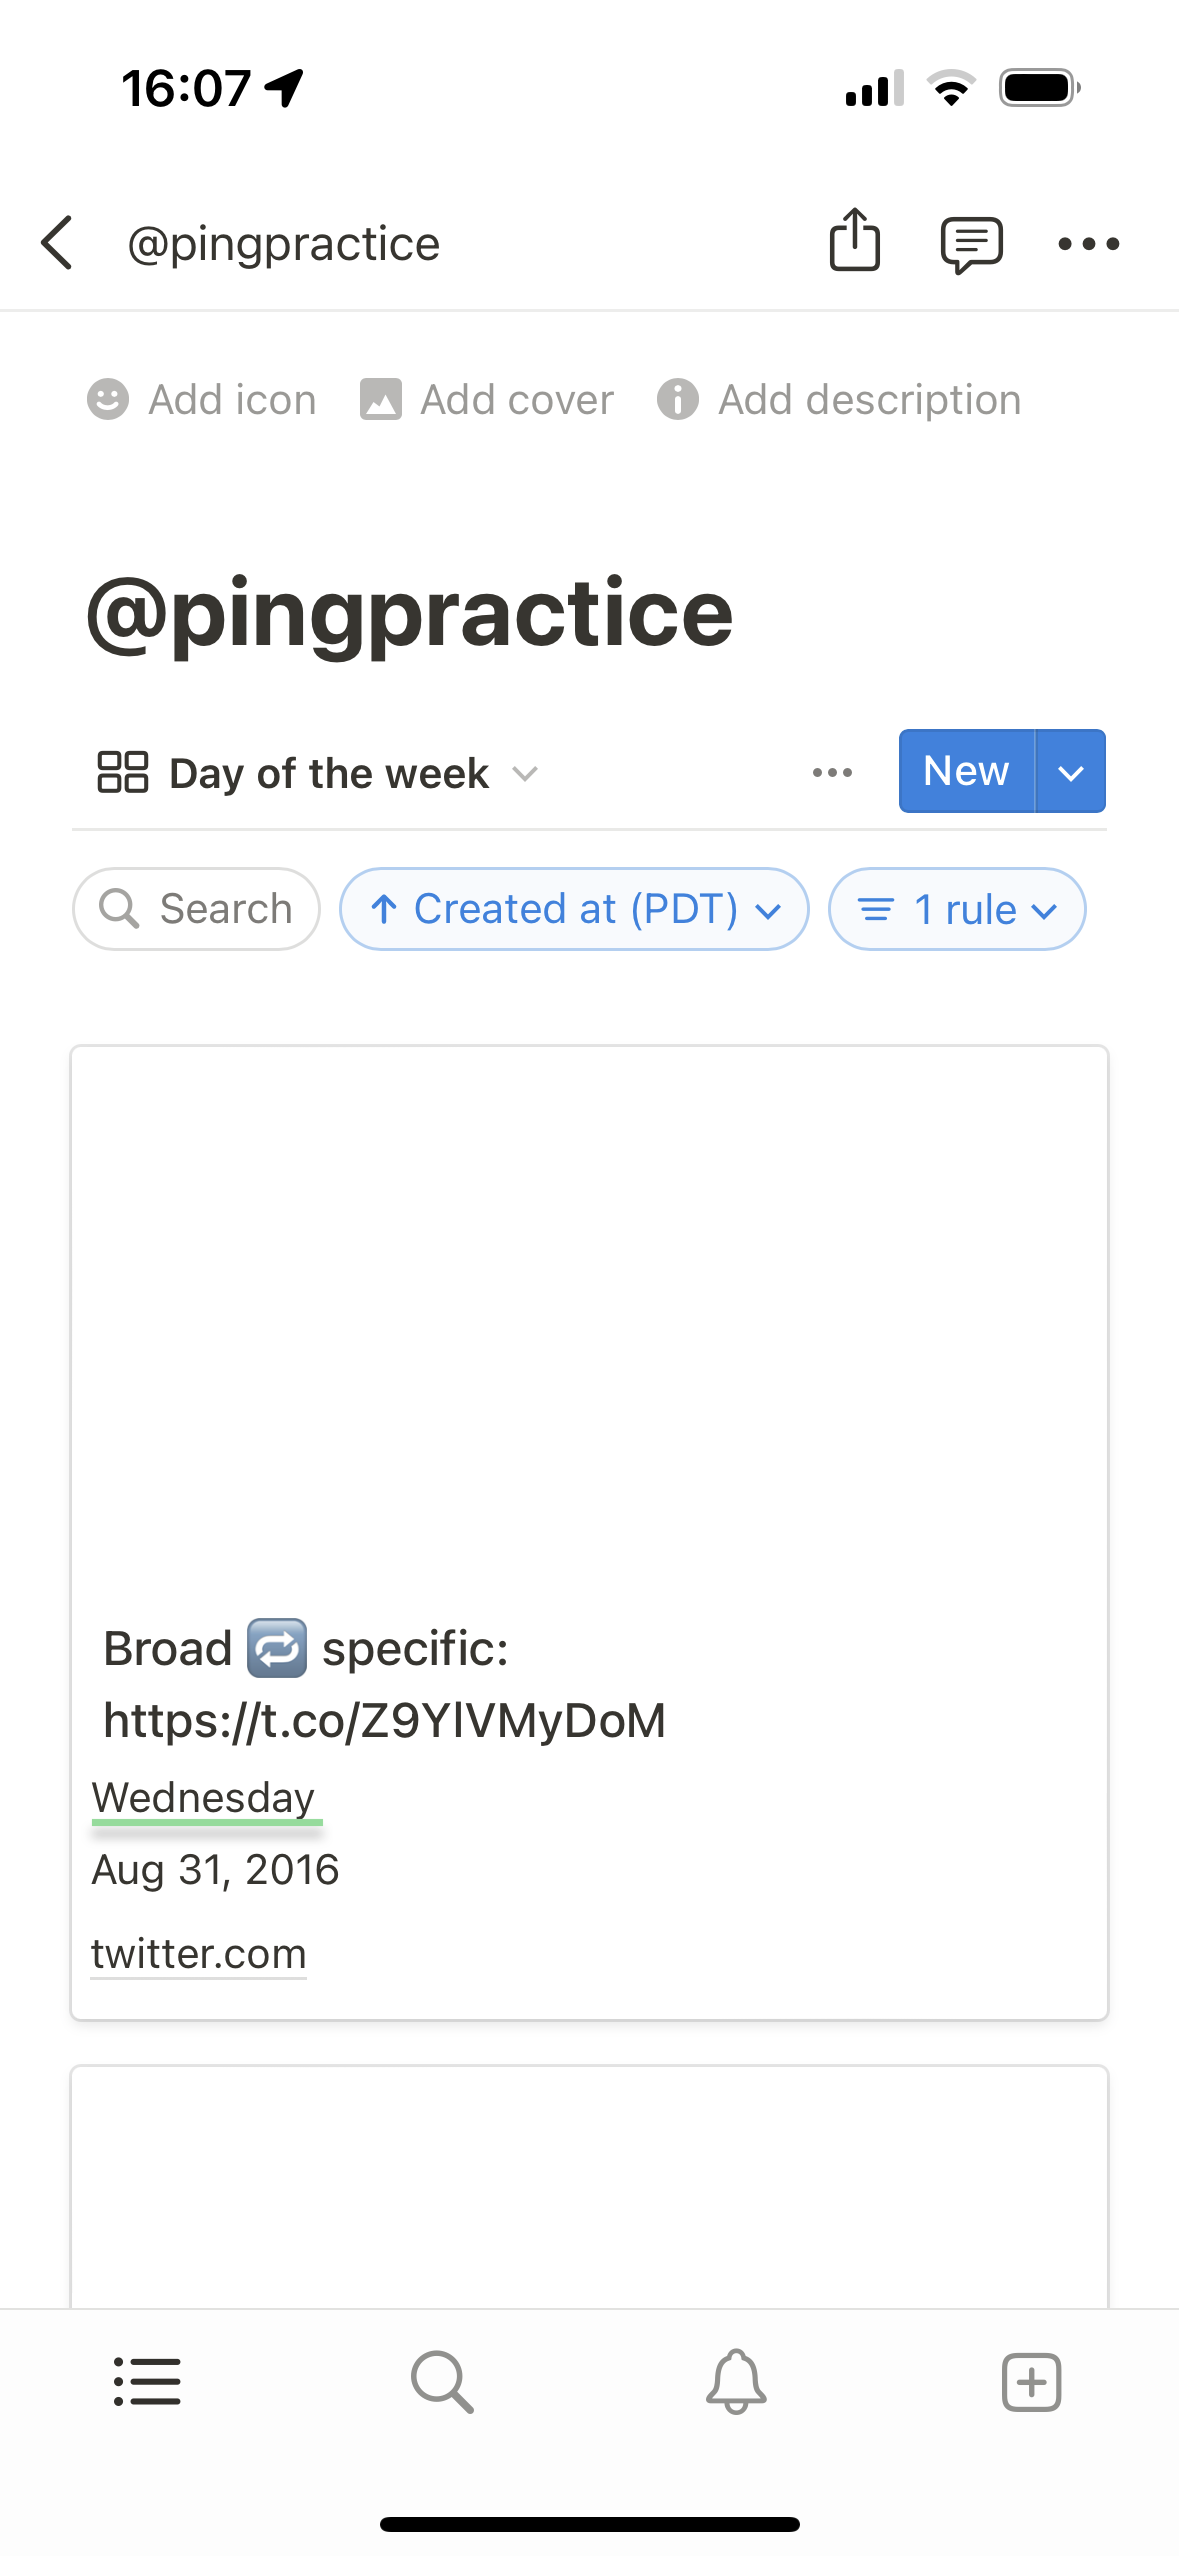 16:07
@pingpractice
Add icon Add cover Add description
@pingpractice
Day of the week New
Search Created at (PDT) 1 rule
Broad 🔁 specific:
https://t.co/Z9YlVMyDoM
Wednesday
Aug 31, 2016
twitter.com